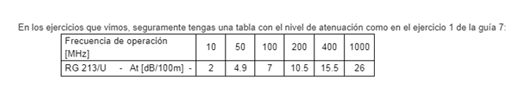 En los ejercicios que vimos, seguramente tengas una tabla con el nivel de atenuación como en el ejercicio 1 de la guía 7:
Frecuencia de operación [MHz] 10 50 100 200 400 1000
RG 213/U - At [dB/100m] - 2 4.9 7 10.5 15.5 26